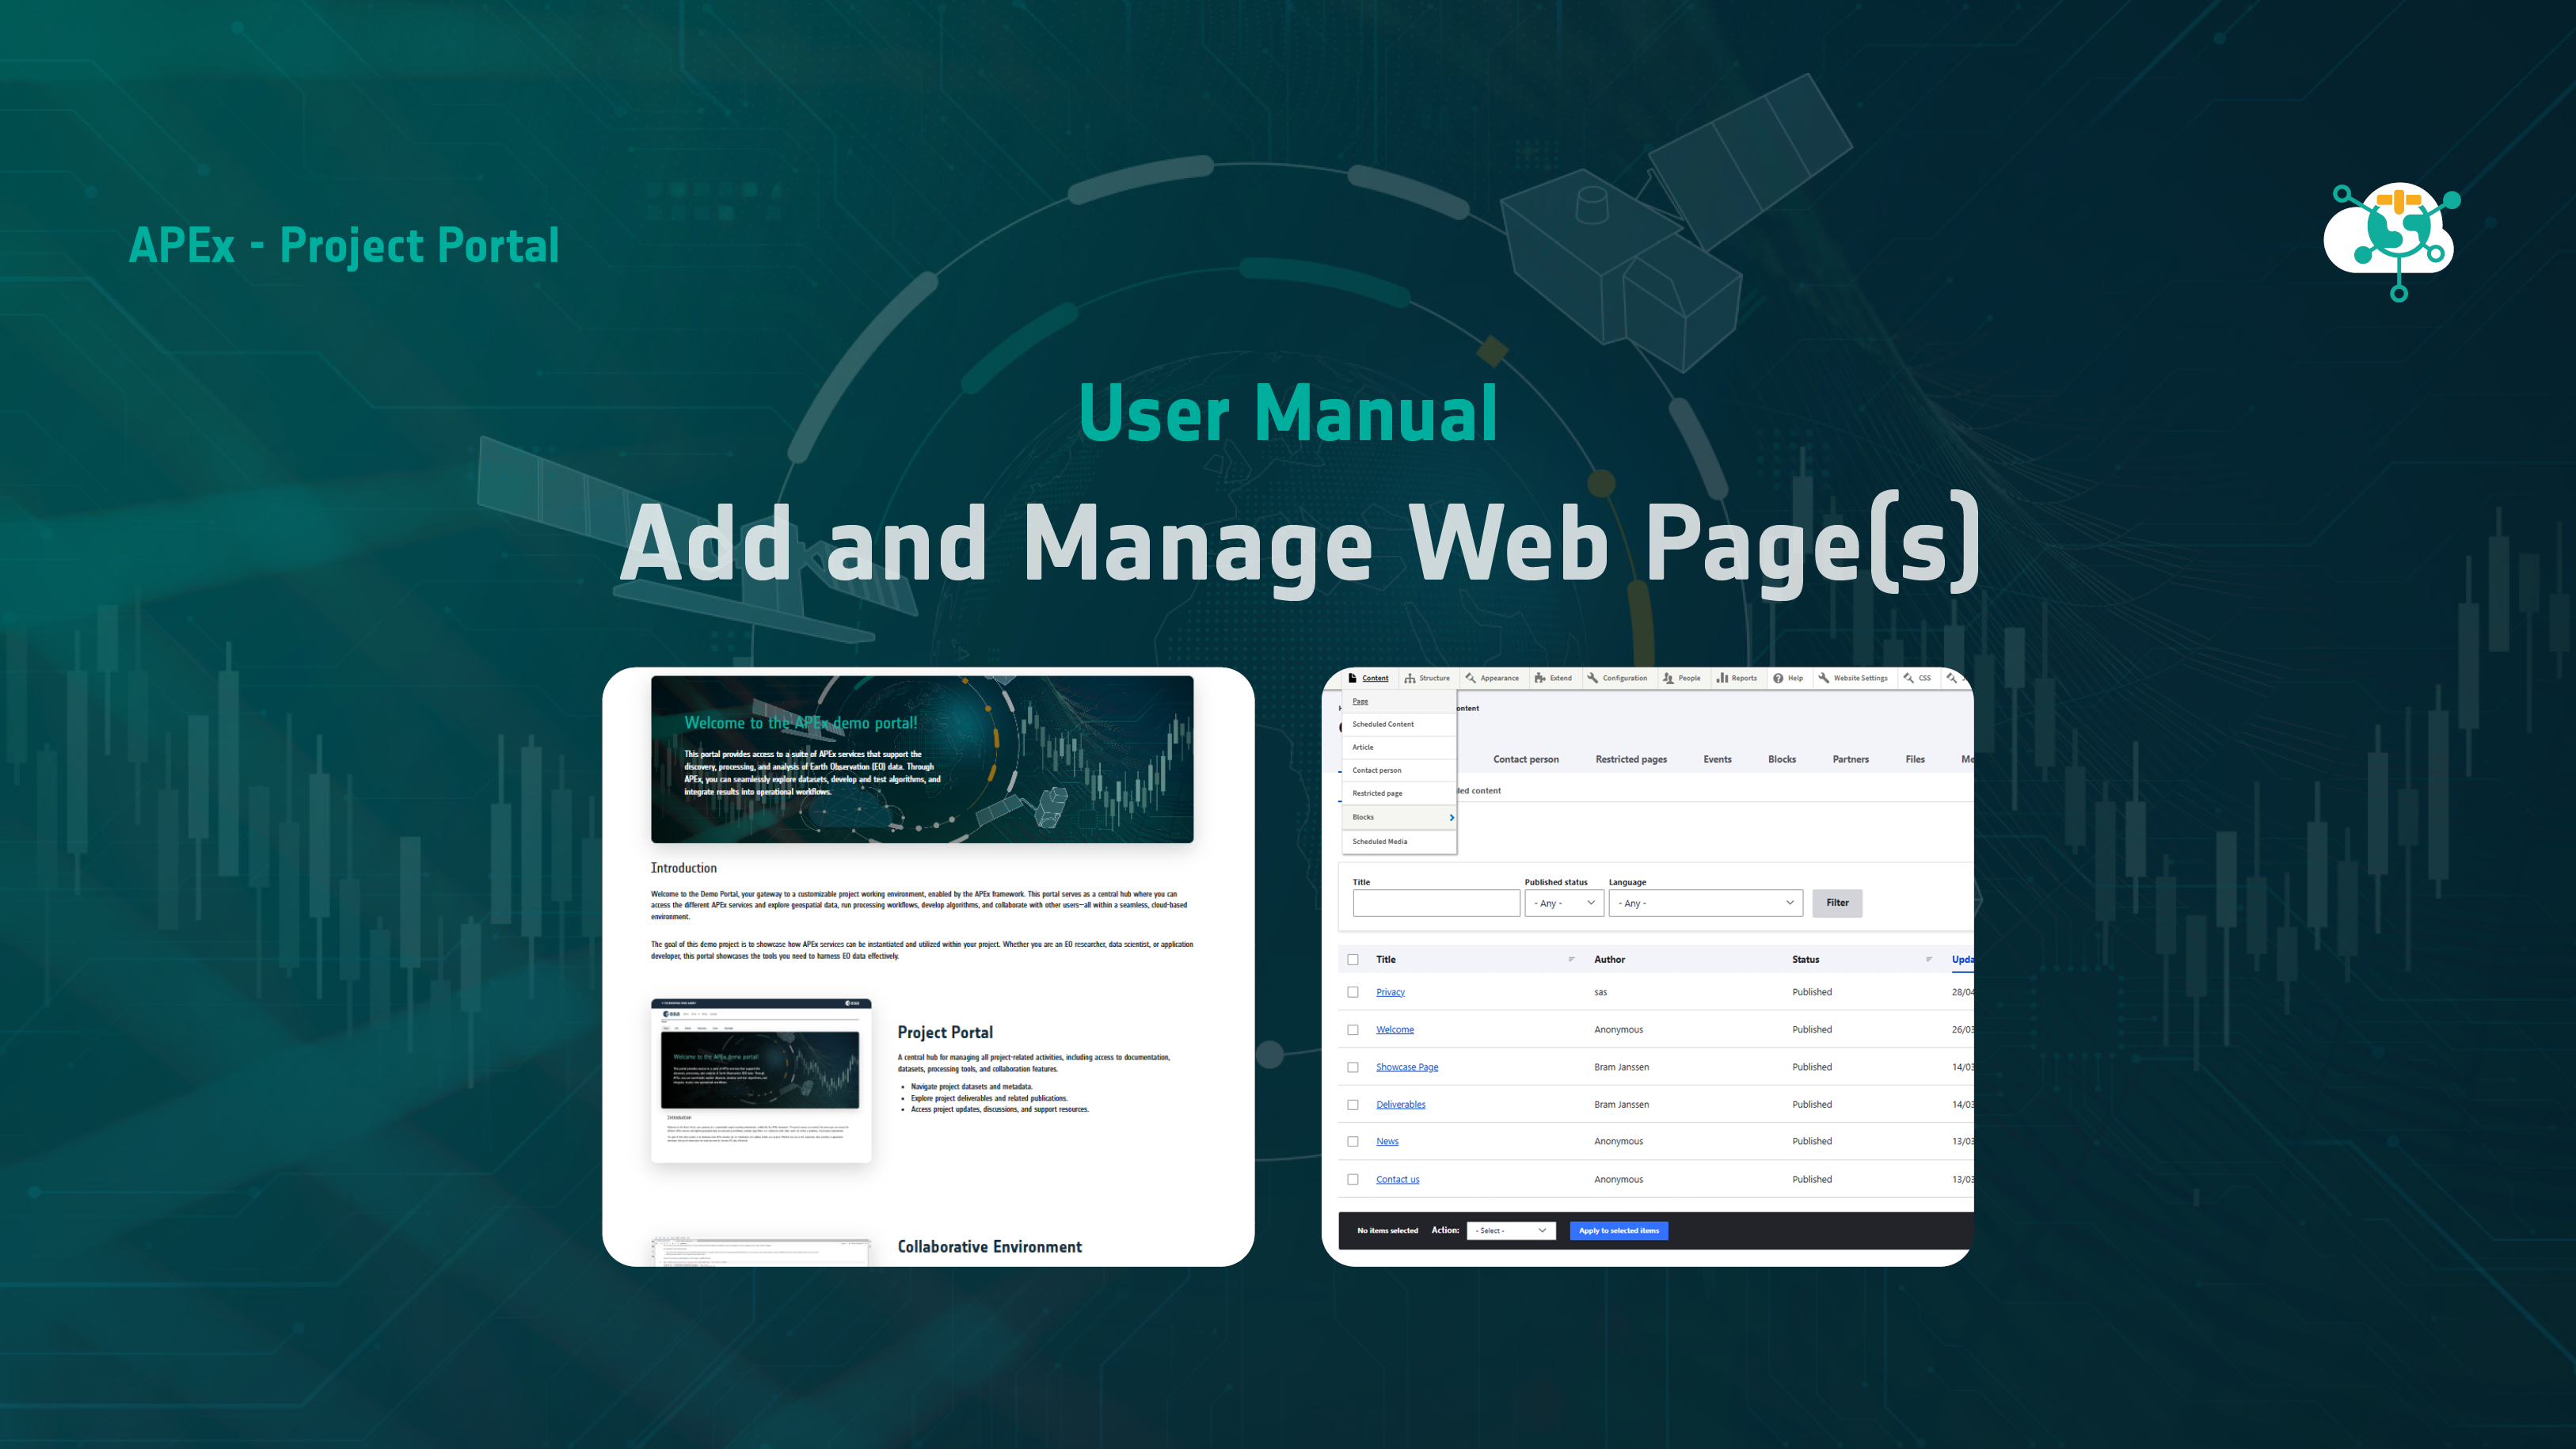 APEx - Project Portal
User Manual
Add and Manage Web Page(s)
Welcome to the APEx demo portal!
This portal provides access to a suite of APEx services that support the
discovery, processing, and analysis of Earth Observation (EO) data. Through
APEx, you can seamlessly explore datasets, develop and test algorithms, and
integrate results into operational workflows.
Introduction
Welcome to the Demo Portal, your gateway to a customizable project working environment, enabled by the APEx framework. This portal serves as a central hub where you can
access the different APEx services and explore geospatial data, run processing workflows, develop algorithms, and collaborate with other users—all within a seamless, cloud-based
environment.
The goal of this demo project is to showcase how APEx services can be instantiated and utilized within your project. Whether you are an EO researcher, data scientist, or application
developer, this portal showcases the tools you need to harness EO data effectively.
esa
Welcome to the APEx demo portal!
Introduction
Project Portal
A central hub for managing all project-related activities, including access to documentation,
datasets, processing tools, and collaboration features.
• Navigate project datasets and metadata.
• Explore project deliverables and related publications.
• Access project updates, discussions, and support resources.
Collaborative Environment
Content Structure Appearance Extend Configuration People Reports Help Website Settings CSS
Page
Scheduled Content
Article
Contact person
Restricted page
Blocks
Scheduled Media
ontent
Contact person Restricted pages Events Blocks Partners Files Me
led content
Title Published status Language
- Any - - Any - Filter
Title Author Status Upda
Privacy sas Published 28/04
Welcome Anonymous Published 26/03
Showcase Page Bram Janssen Published 14/03
Deliverables Bram Janssen Published 14/03
News Anonymous Published 13/03
Contact us Anonymous Published 13/03
No items selected Action: - Select - Apply to selected items